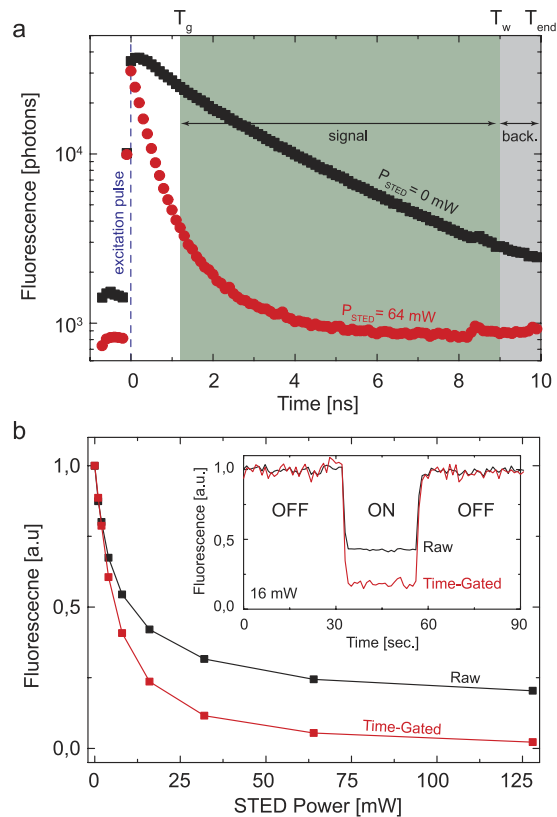 a
T_g T_w T_end
Fluorescence [photons]
10^4
10^3
excitation pulse
signal
back.
P_STED = 0 mW
P_STED = 64 mW
0 2 4 6 8 10
Time [ns]
b
Fluorescecne [a.u]
1,0
0,5
0,0
Fluorescence [a.u.]
1,0
0,5
0,0
OFF ON OFF
Raw
Time-Gated
16 mW
0 30 60 90
Time [sec.]
Raw
Time-Gated
0 25 50 75 100 125
STED Power [mW]